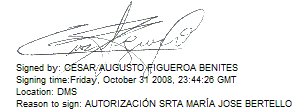 Signed by: CESAR AUGUSTO FIGUEROA BENITES
Signing time:Friday, October 31 2008, 23:44:26 GMT
Location: DMS
Reason to sign: AUTORIZACIÓN SRTA MARÍA JOSE BERTELLO